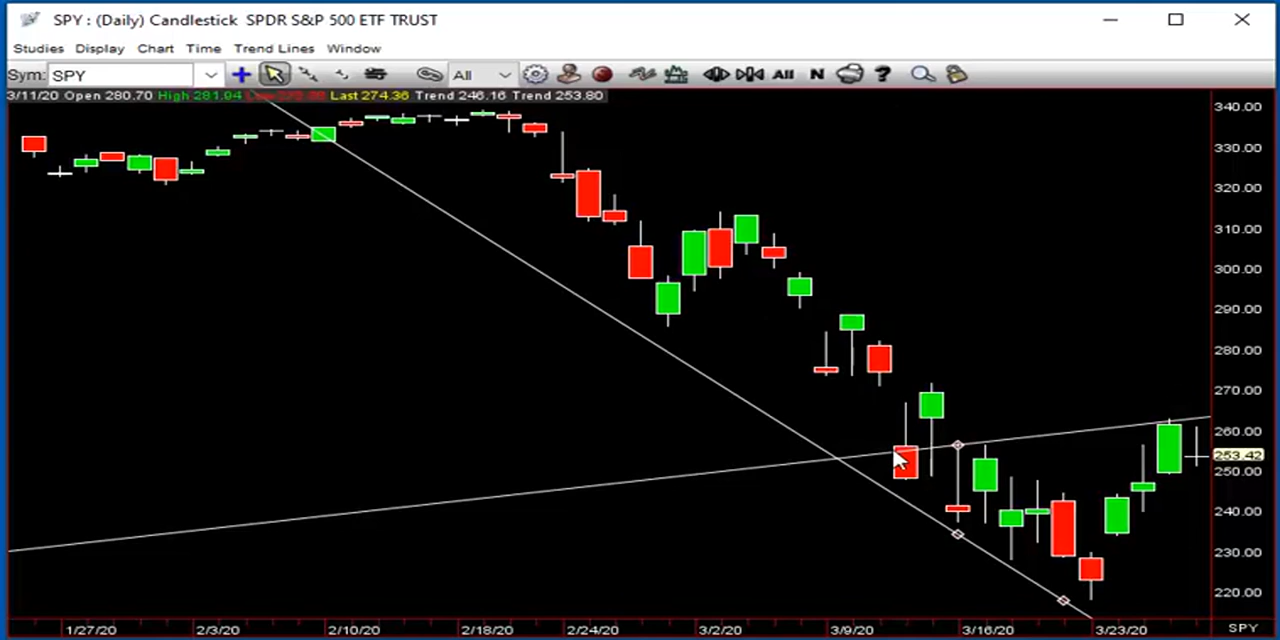 SPY : (Daily) Candlestick SPDR S&P 500 ETF TRUST
Studies Display Chart Time Trend Lines Window
Sym: SPY All All N ?
3/11/20 Open 280.70 High 281.94 Low Last 274.36 Trend 246.16 Trend 253.80
340.00
330.00
320.00
310.00
300.00
290.00
280.00
270.00
260.00
253.42
250.00
240.00
230.00
220.00
1/27/20 2/3/20 2/10/20 2/18/20 2/24/20 3/2/20 3/9/20 3/16/20 3/23/20 SPY